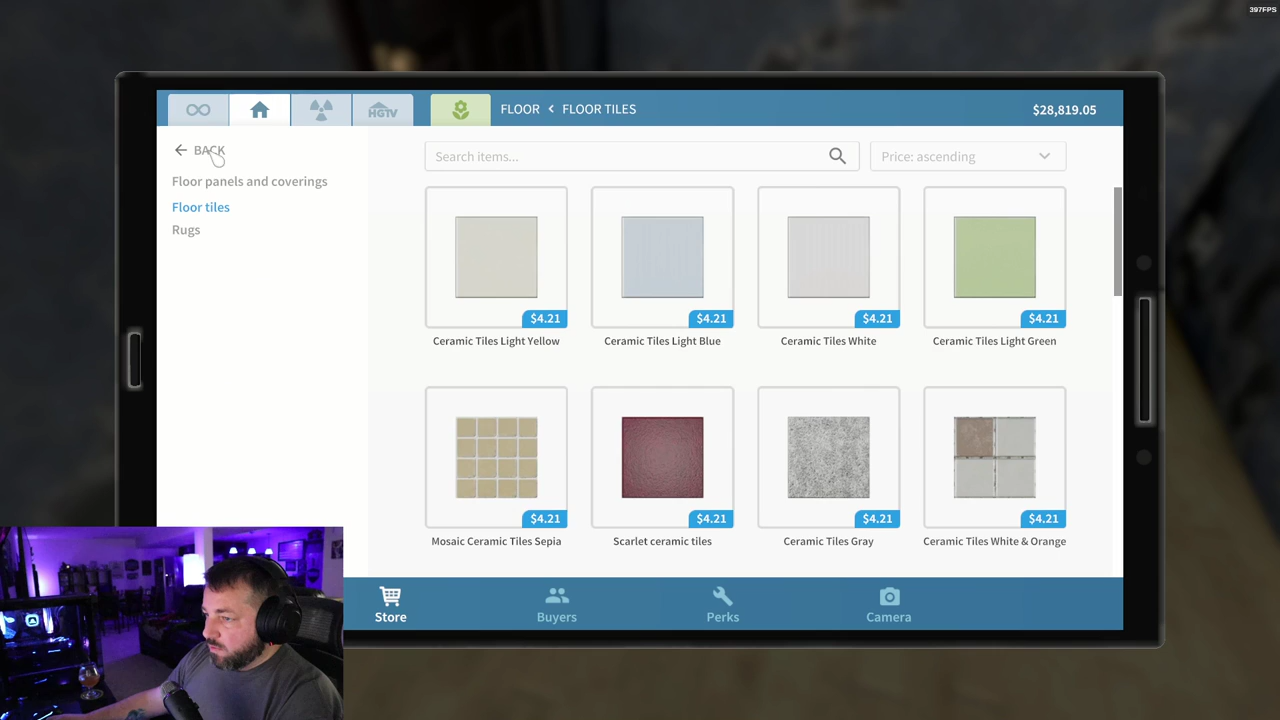 397FPS
HGTV
FLOOR < FLOOR TILES
$28,819.05
BACK
Search items...
Price: ascending
Floor panels and coverings
Floor tiles
Rugs
$4.21
$4.21
$4.21
$4.21
Ceramic Tiles Light Yellow
Ceramic Tiles Light Blue
Ceramic Tiles White
Ceramic Tiles Light Green
$4.21
$4.21
$4.21
$4.21
Mosaic Ceramic Tiles Sepia
Scarlet ceramic tiles
Ceramic Tiles Gray
Ceramic Tiles White & Orange
Store
Buyers
Perks
Camera